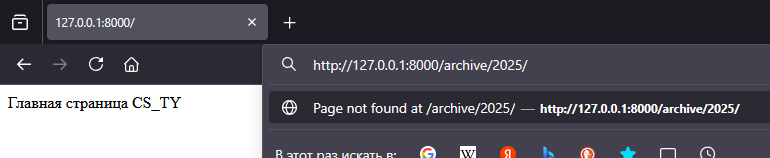 127.0.0.1:8000/
http://127.0.0.1:8000/archive/2025/
Главная страница CS_TY
Page not found at /archive/2025/ — http://127.0.0.1:8000/archive/2025/
В этот раз искать в: